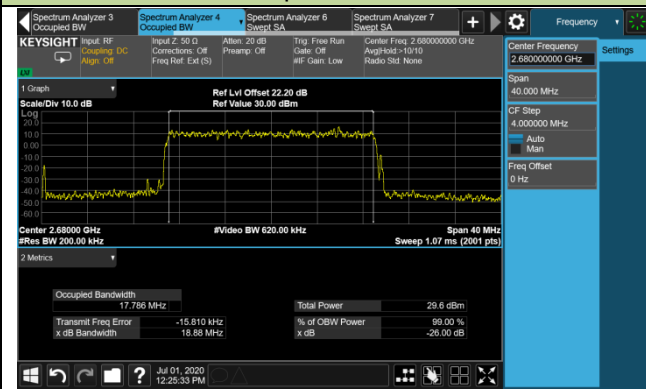 Spectrum Analyzer 3
Occupied BW
Spectrum Analyzer 4
Occupied BW
Spectrum Analyzer 6
Swept SA
Spectrum Analyzer 7
Swept SA
+
Frequency
KEYSIGHT
Input: RF
Coupling: DC
Align: Off
Input Z: 50 Ω
Corrections: Off
Freq Ref: Ext (S)
Atten: 20 dB
Preamp: Off
Trig: Free Run
Gate: Off
#IF Gain: Low
Center Freq: 2.680000000 GHz
Avg|Hold:>10/10
Radio Std: None
Center Frequency
2.680000000 GHz
Settings
Span
40.000 MHz
CF Step
4.000000 MHz
Auto
Man
Freq Offset
0 Hz
1 Graph
Scale/Div 10.0 dB
Ref Lvl Offset 22.20 dB
Ref Value 30.00 dBm
Log
20.0
10.0
0.00
-10.0
-20.0
-30.0
-40.0
-50.0
-60.0
Center 2.68000 GHz
#Video BW 620.00 kHz
Span 40 MHz
#Res BW 200.00 kHz
Sweep 1.07 ms (2001 pts)
2 Metrics
Occupied Bandwidth
17.786 MHz
Total Power 29.6 dBm
Transmit Freq Error -15.810 kHz
% of OBW Power 99.00 %
x dB Bandwidth 18.88 MHz
x dB -26.00 dB
?
Jul 01, 2020
12:25:33 PM